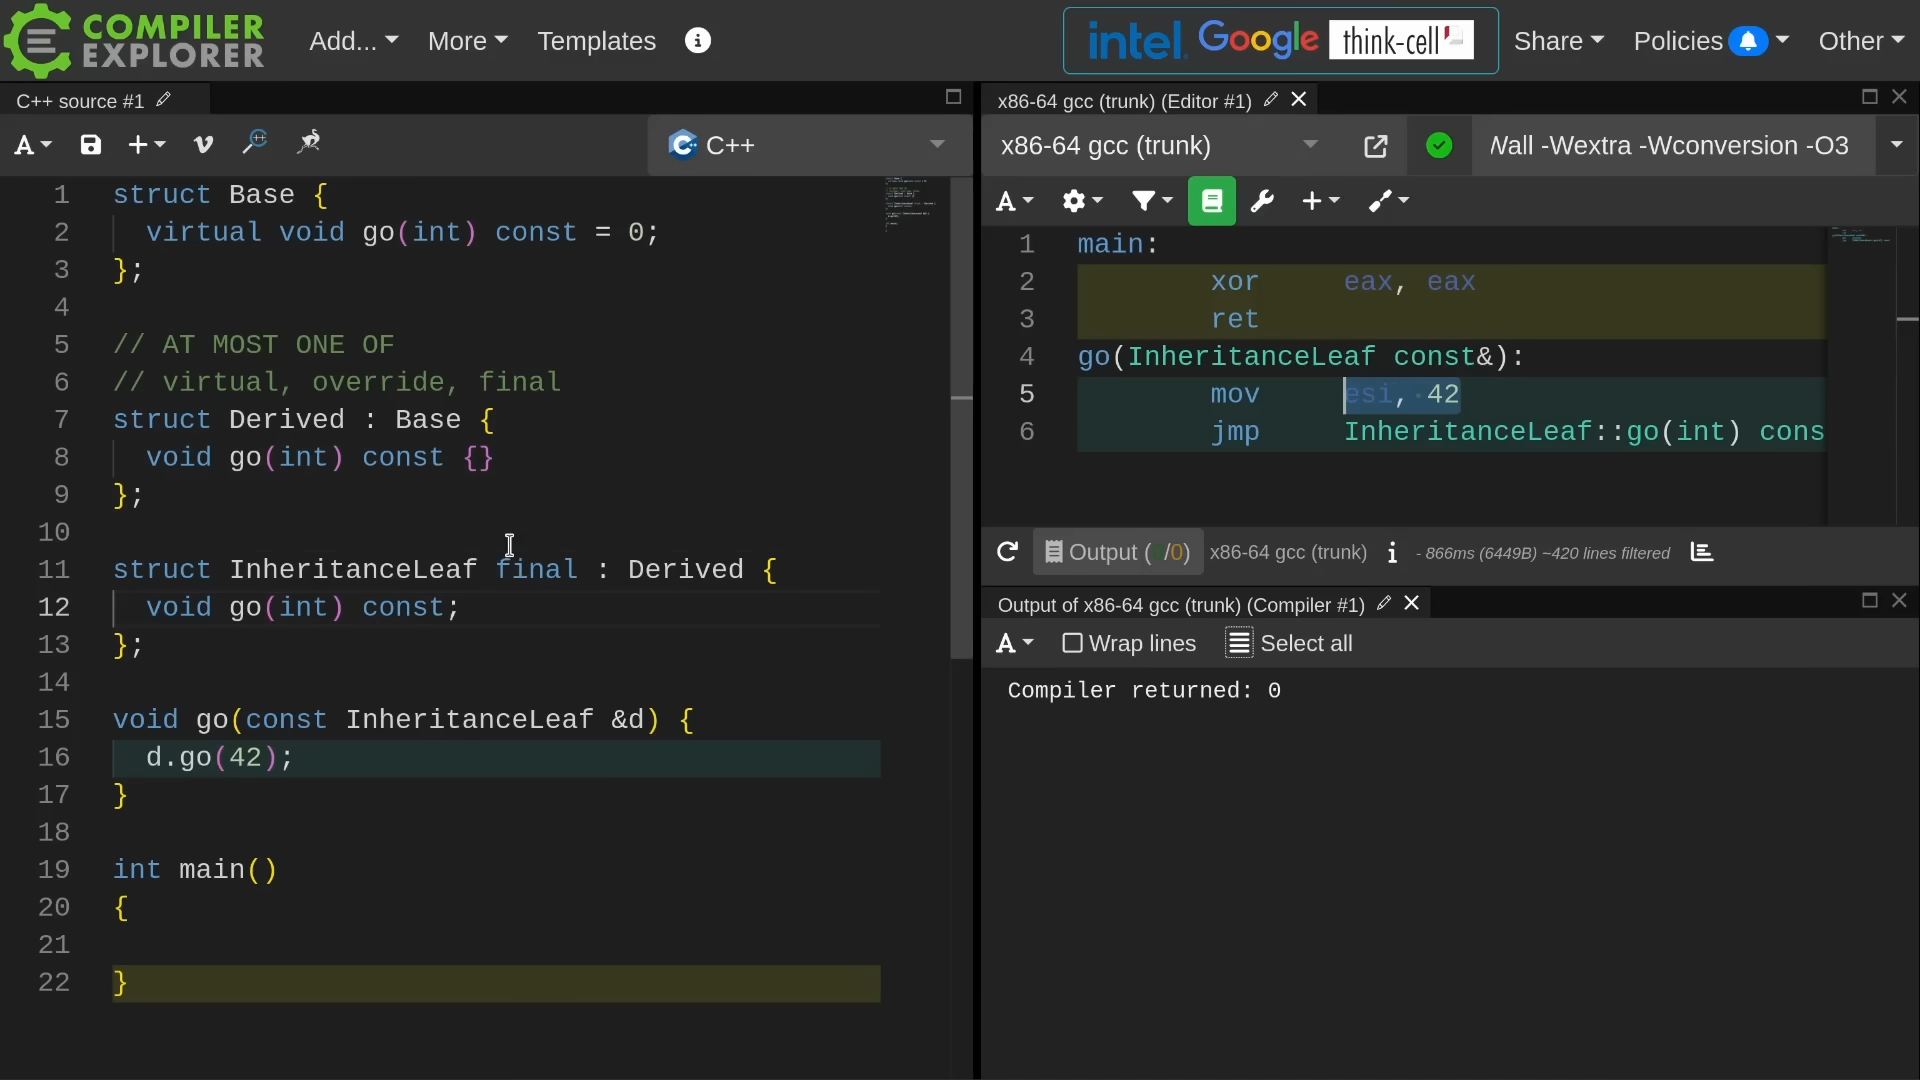 COMPILER
EXPLORER
Add...
More
Templates
intel.
Google
think-cell
Share
Policies
Other
C++ source #1
A
C++
1 struct Base {
2 virtual void go(int) const = 0;
3 };
4
5 // AT MOST ONE OF
6 // virtual, override, final
7 struct Derived : Base {
8 void go(int) const {}
9 };
10
11 struct InheritanceLeaf final : Derived {
12 void go(int) const;
13 };
14
15 void go(const InheritanceLeaf &d) {
16 d.go(42);
17 }
18
19 int main()
20 {
21
22 }
x86-64 gcc (trunk) (Editor #1)
x86-64 gcc (trunk)
Wall -Wextra -Wconversion -O3
A
1 main:
2 xor eax, eax
3 ret
4 go(InheritanceLeaf const&):
5 mov esi, 42
6 jmp InheritanceLeaf::go(int) cons
Output ( /0) x86-64 gcc (trunk) i - 866ms (6449B) ~420 lines filtered
Output of x86-64 gcc (trunk) (Compiler #1)
A Wrap lines Select all
Compiler returned: 0